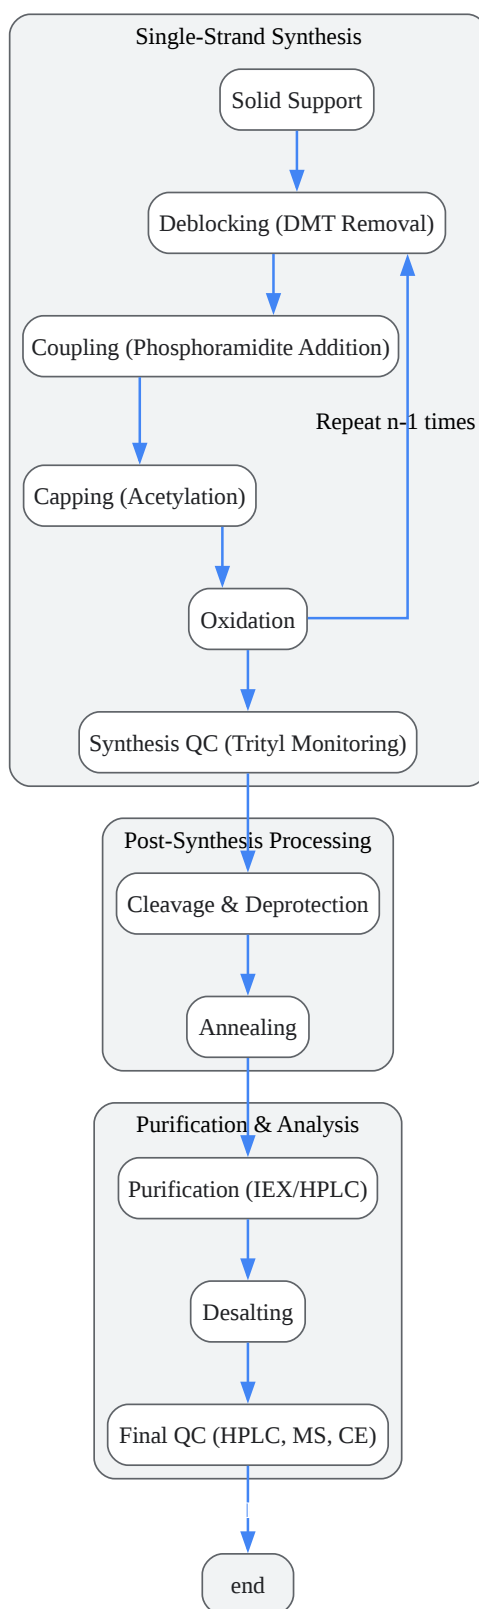 Single-Strand Synthesis
Solid Support
Deblocking (DMT Removal)
Coupling (Phosphoramidite Addition)
Repeat n-1 times
Capping (Acetylation)
Oxidation
Synthesis QC (Trityl Monitoring)
Post-Synthesis Processing
Cleavage & Deprotection
Annealing
Purification & Analysis
Purification (IEX/HPLC)
Desalting
Final QC (HPLC, MS, CE)
end